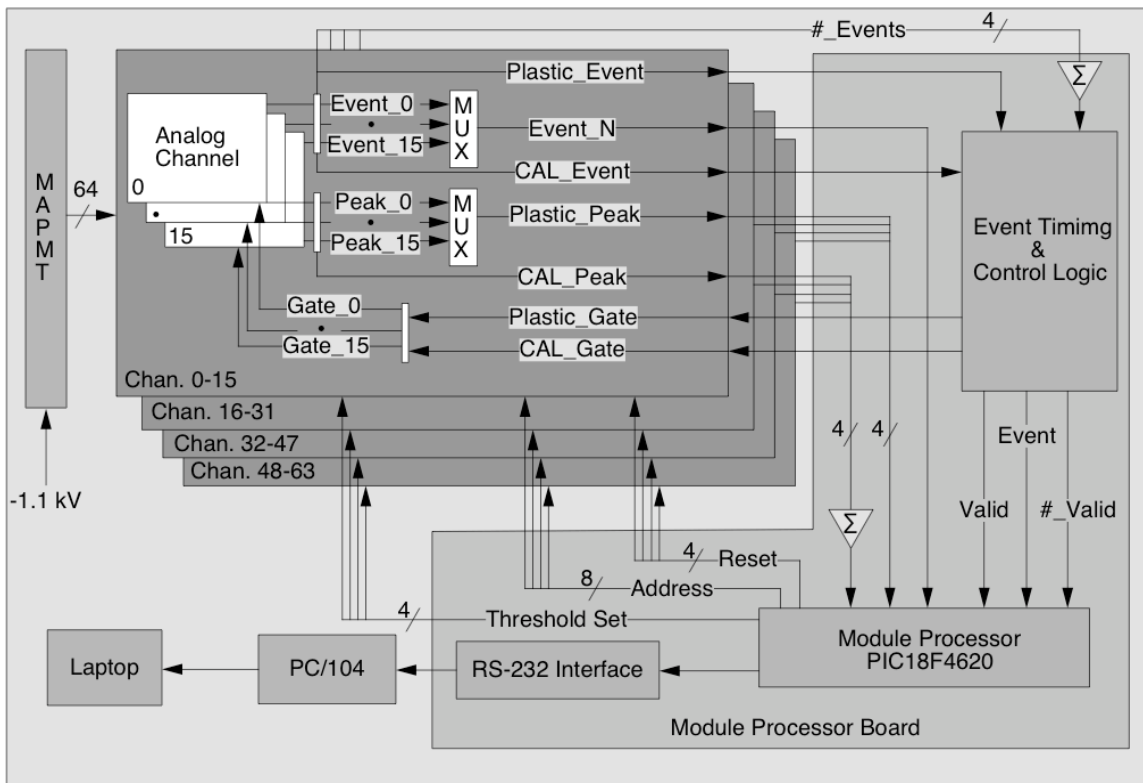 #_Events
4
Σ
Plastic_Event
MAPMT
64
Analog
Channel
0
15
Event_0
Event_15
MUX
Event_N
CAL_Event
Peak_0
Peak_15
MUX
Plastic_Peak
CAL_Peak
Gate_0
Gate_15
Plastic_Gate
CAL_Gate
Event Timimg
&
Control Logic
Chan. 0-15
Chan. 16-31
Chan. 32-47
Chan. 48-63
-1.1 kV
4
4
Σ
Event
Valid
#_Valid
4
Reset
8
Address
4
Threshold Set
Module Processor
PIC18F4620
Laptop
PC/104
RS-232 Interface
Module Processor Board